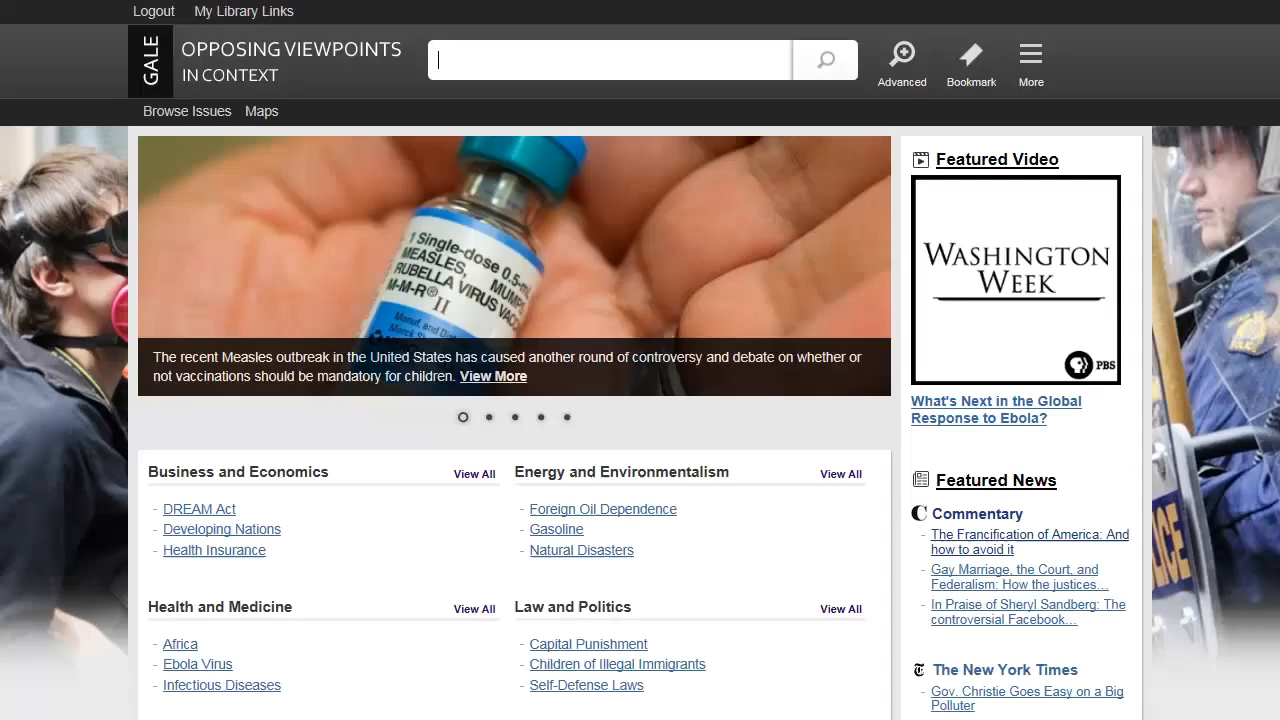 Logout My Library Links
GALE
OPPOSING VIEWPOINTS
IN CONTEXT
Advanced Bookmark More
Browse Issues Maps
1 Single-dose 0.5-m
MEASLES,
RUBELLA VIRUS VACC
M-M-R® II
The recent Measles outbreak in the United States has caused another round of controversy and debate on whether or
not vaccinations should be mandatory for children. View More
Business and Economics View All
- DREAM Act
- Developing Nations
- Health Insurance
Energy and Environmentalism View All
- Foreign Oil Dependence
- Gasoline
- Natural Disasters
Health and Medicine View All
- Africa
- Ebola Virus
- Infectious Diseases
Law and Politics View All
- Capital Punishment
- Children of Illegal Immigrants
- Self-Defense Laws
Featured Video
WASHINGTON
WEEK
PBS
What's Next in the Global
Response to Ebola?
Featured News
C Commentary
- The Francification of America: And
how to avoid it
- Gay Marriage, the Court, and
Federalism: How the justices…
- In Praise of Sheryl Sandberg: The
controversial Facebook…
The New York Times
- Gov. Christie Goes Easy on a Big
Polluter